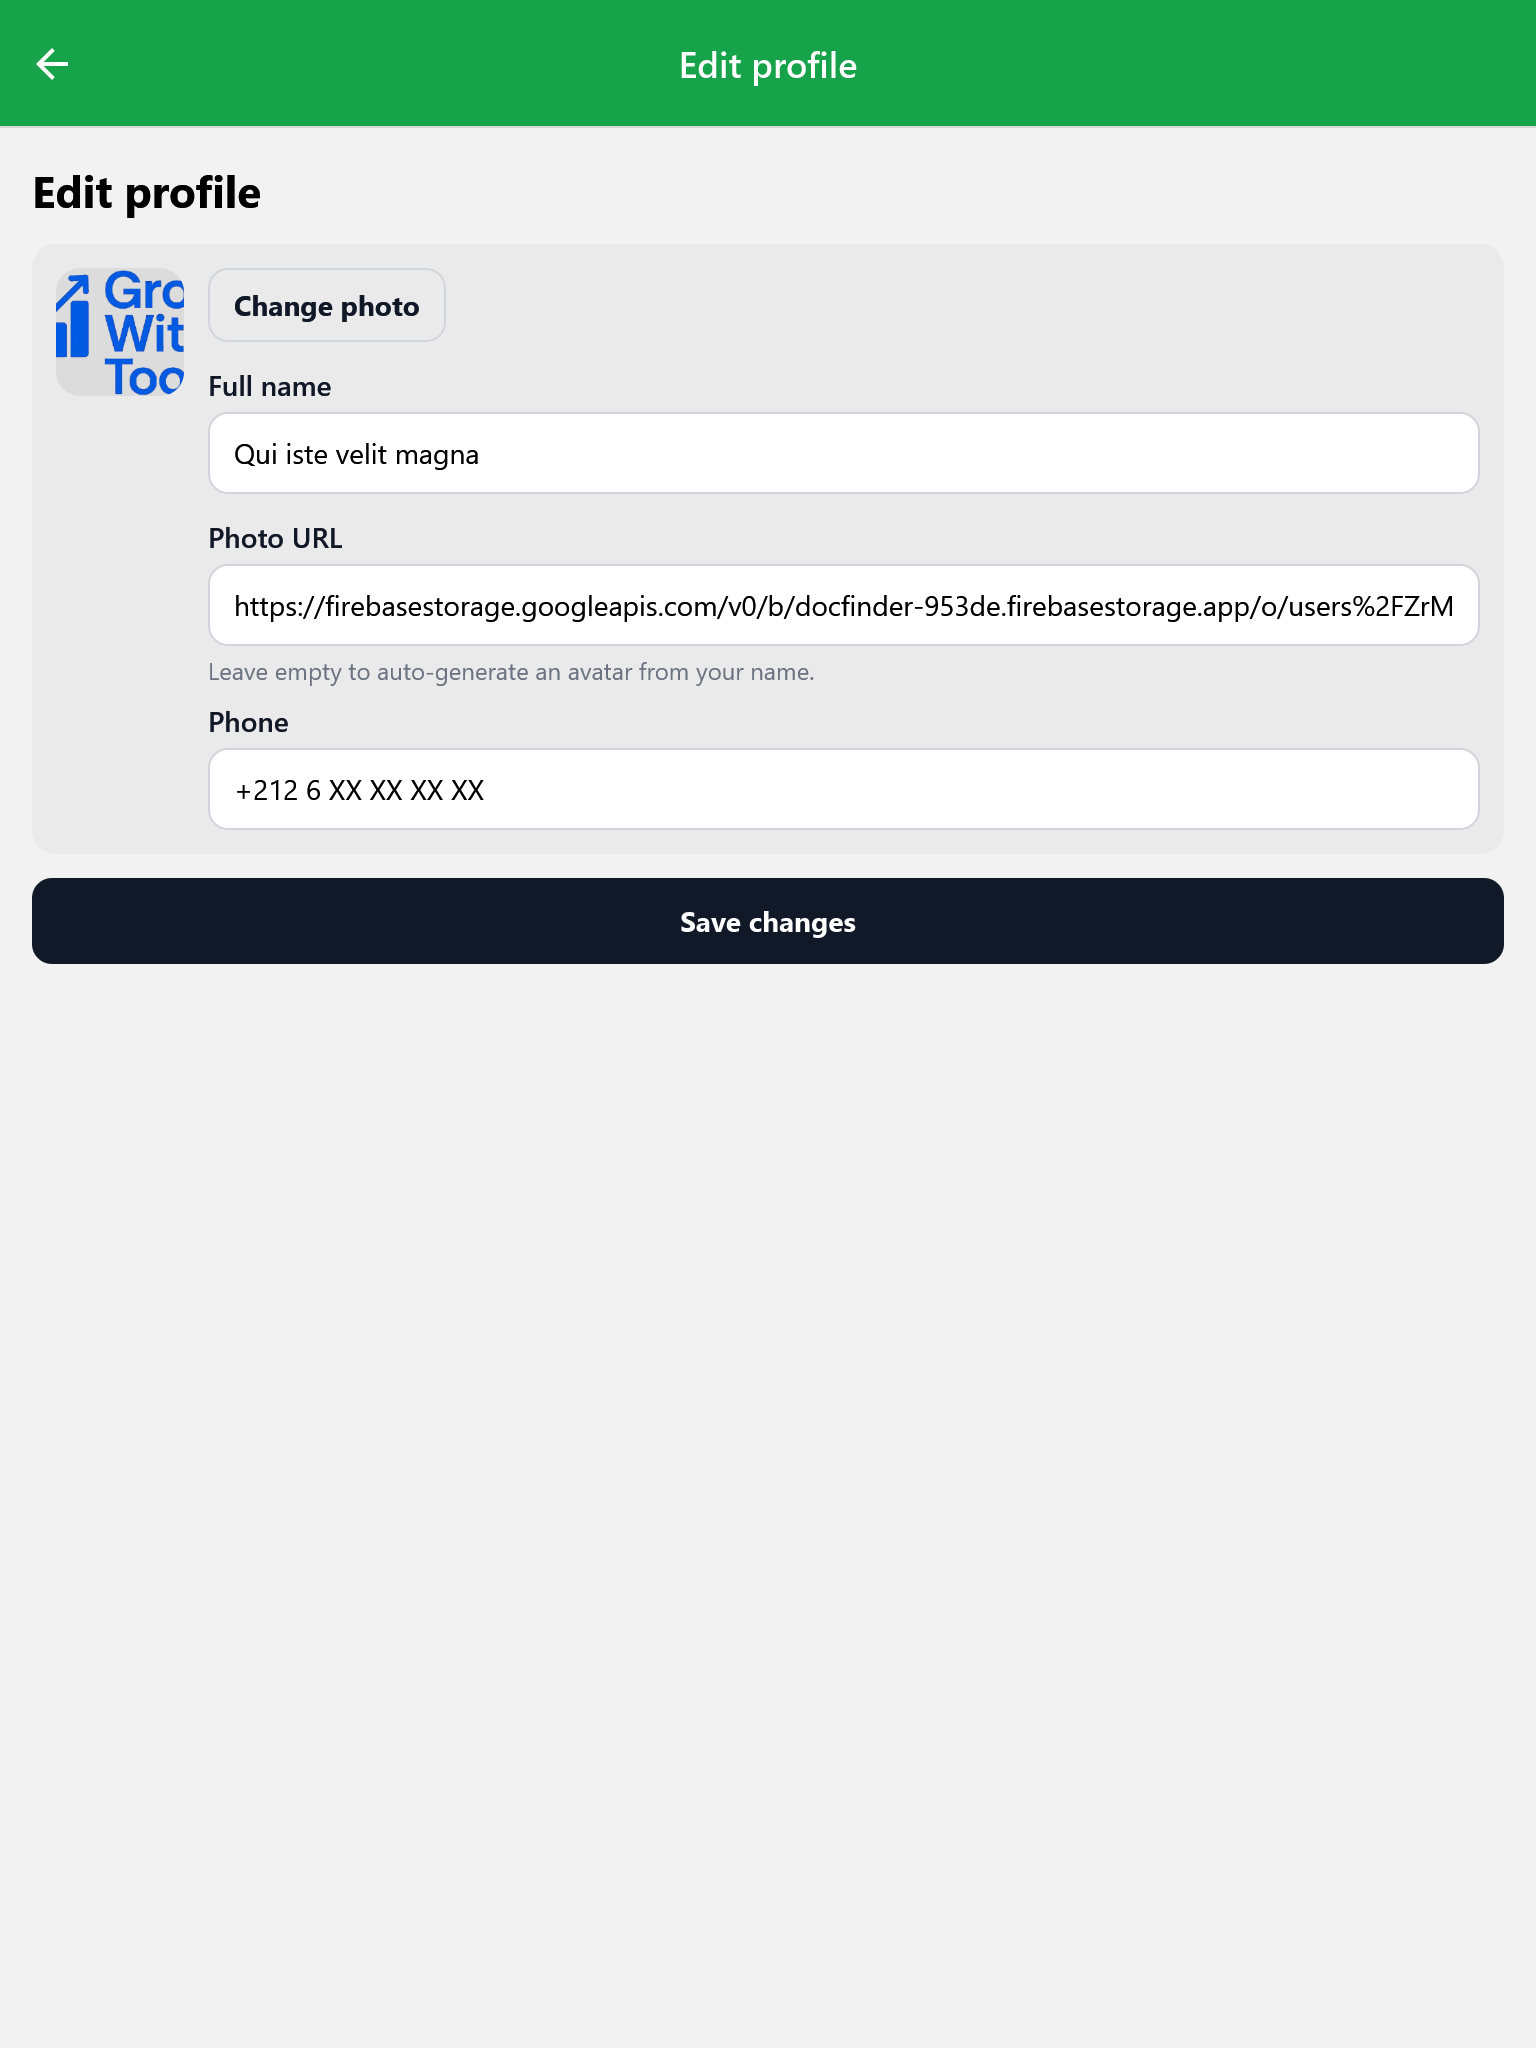 Edit profile
Edit profile
Gro
Wit
Too
Change photo
Full name
Qui iste velit magna
Photo URL
https://firebasestorage.googleapis.com/v0/b/docfinder-953de.firebasestorage.app/o/users%2FZrM
Leave empty to auto-generate an avatar from your name.
Phone
+212 6 XX XX XX XX
Save changes